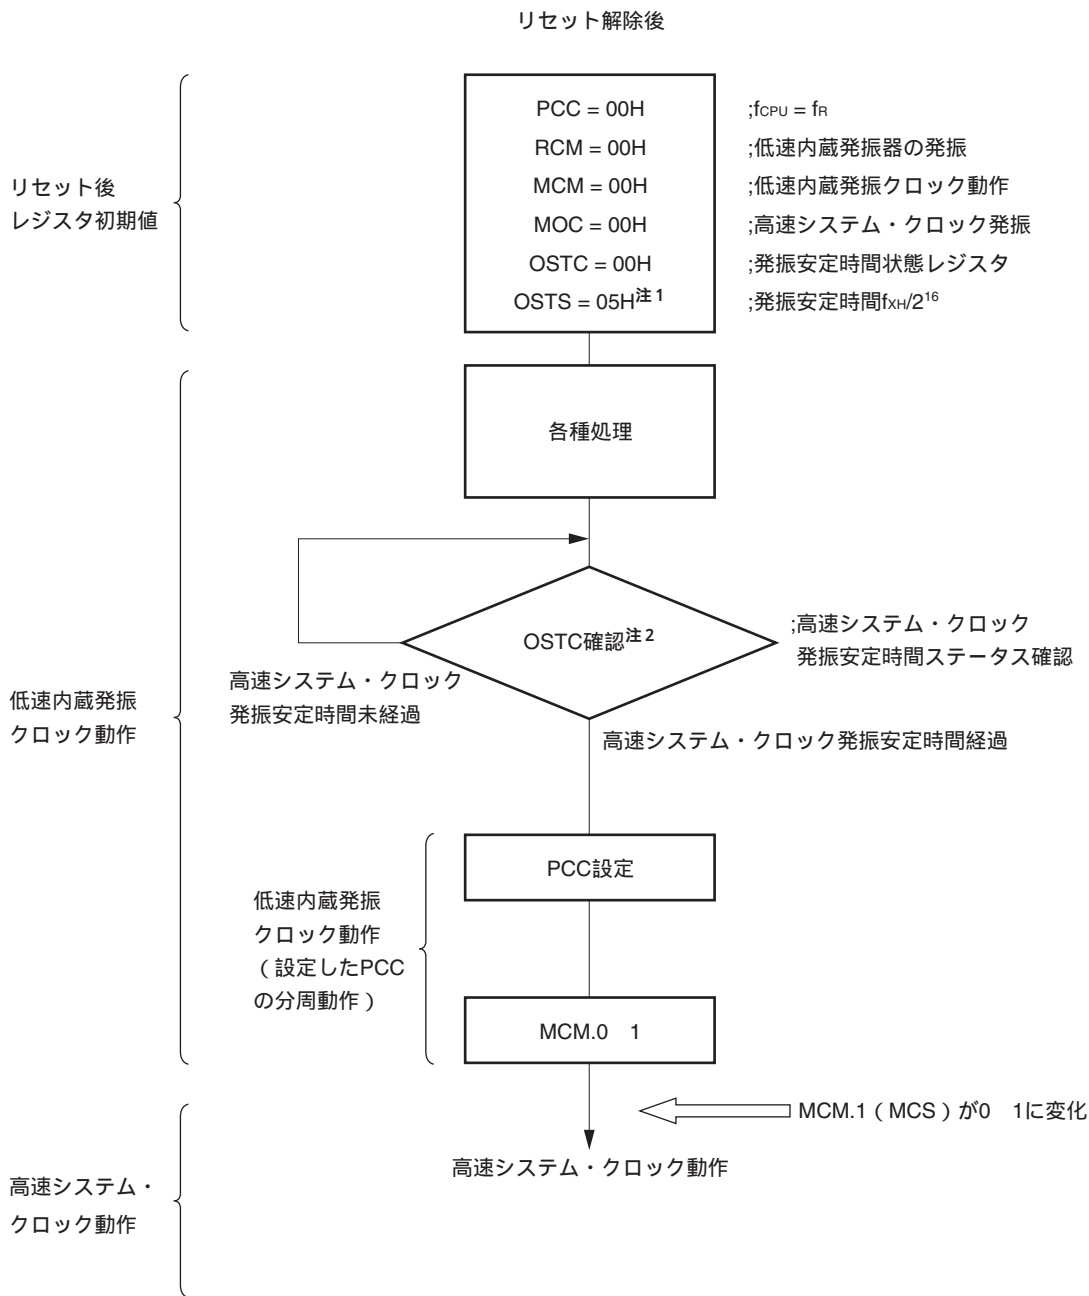 リセット解除後
リセット後
レジスタ初期値
PCC = 00H ;fCPU = fR
RCM = 00H ;低速内蔵発振器の発振
MCM = 00H ;低速内蔵発振クロック動作
MOC = 00H ;高速システム・クロック発振
OSTC = 00H ;発振安定時間状態レジスタ
OSTS = 05H注1 ;発振安定時間fXH/2^16
低速内蔵発振
クロック動作
各種処理
OSTC確認注2
;高速システム・クロック
発振安定時間ステータス確認
高速システム・クロック
発振安定時間未経過
高速システム・クロック発振安定時間経過
低速内蔵発振
クロック動作
(設定したPCC
の分周動作)
PCC設定
MCM.0 1
MCM.1(MCS)が0 1に変化
高速システム・クロック動作
高速システム・
クロック動作